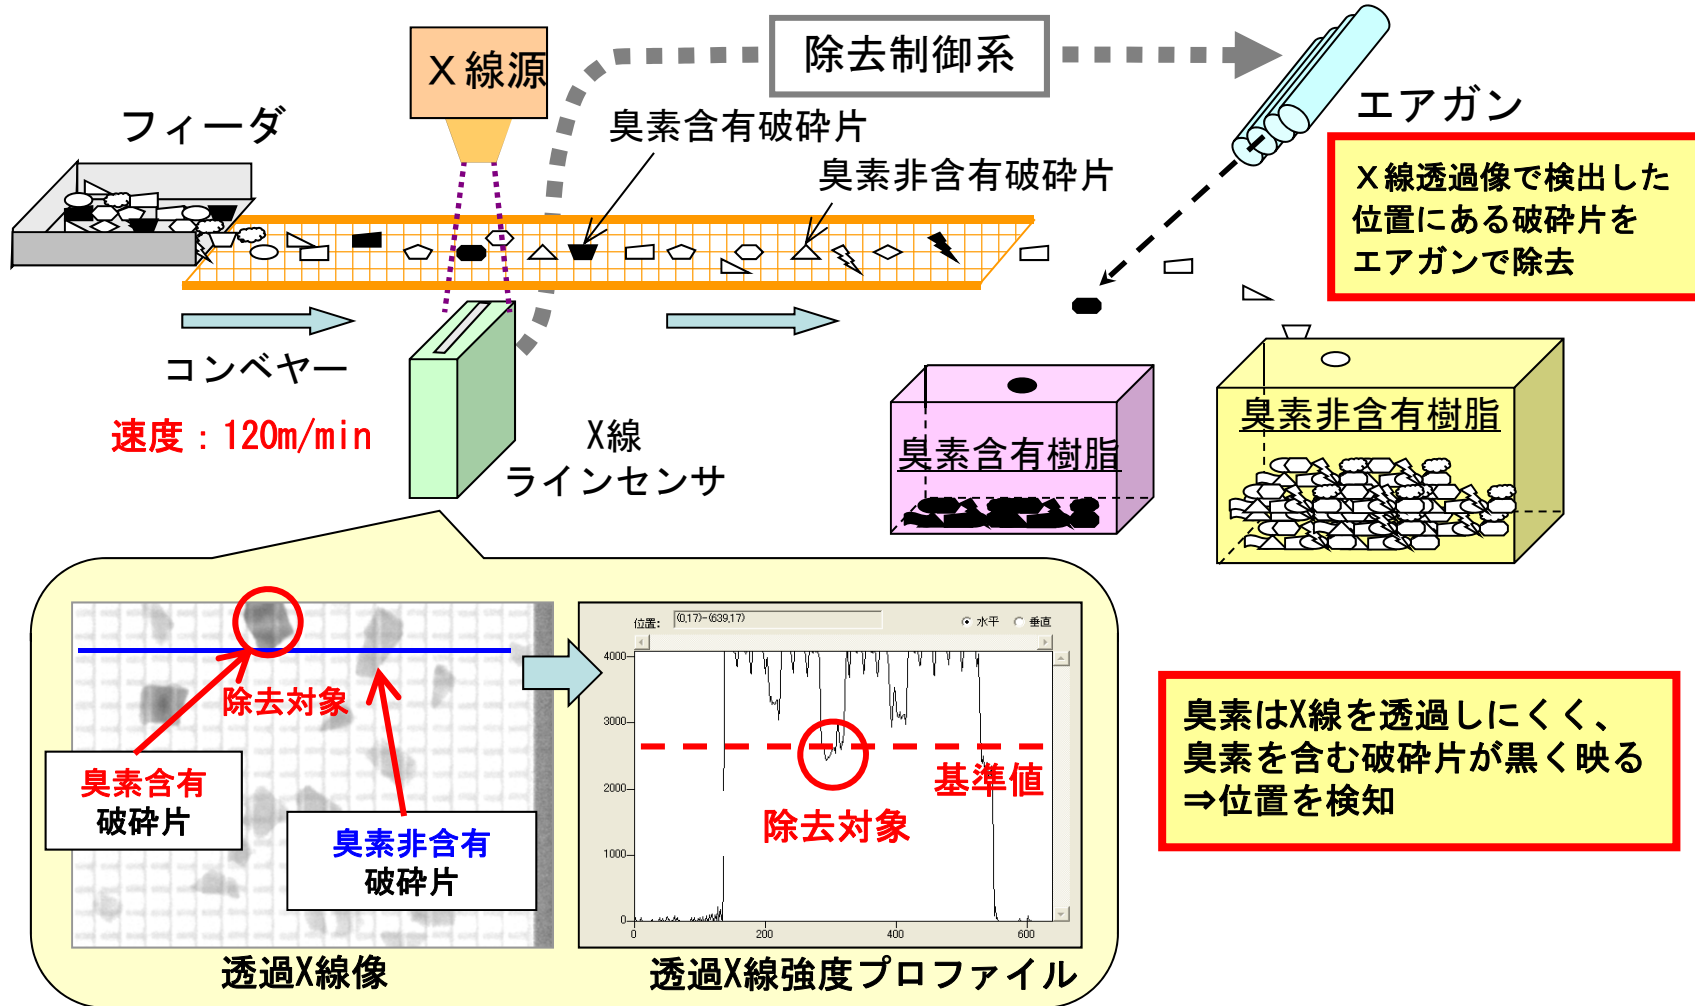 X線源
除去制御系
エアガン
フィーダ
臭素含有破砕片
臭素非含有破砕片
X線透過像で検出した
位置にある破砕片を
エアガンで除去
コンベヤー
速度：120m/min
X線
ラインセンサ
臭素含有樹脂
臭素非含有樹脂
除去対象
臭素含有
破砕片
臭素非含有
破砕片
透過X線像
位置: (0,17)-(639,17)
水平 垂直
4000
3000
2000
1000
0
0 200 400 600
基準値
除去対象
透過X線強度プロファイル
臭素はX線を透過しにくく、
臭素を含む破砕片が黒く映る
⇒位置を検知